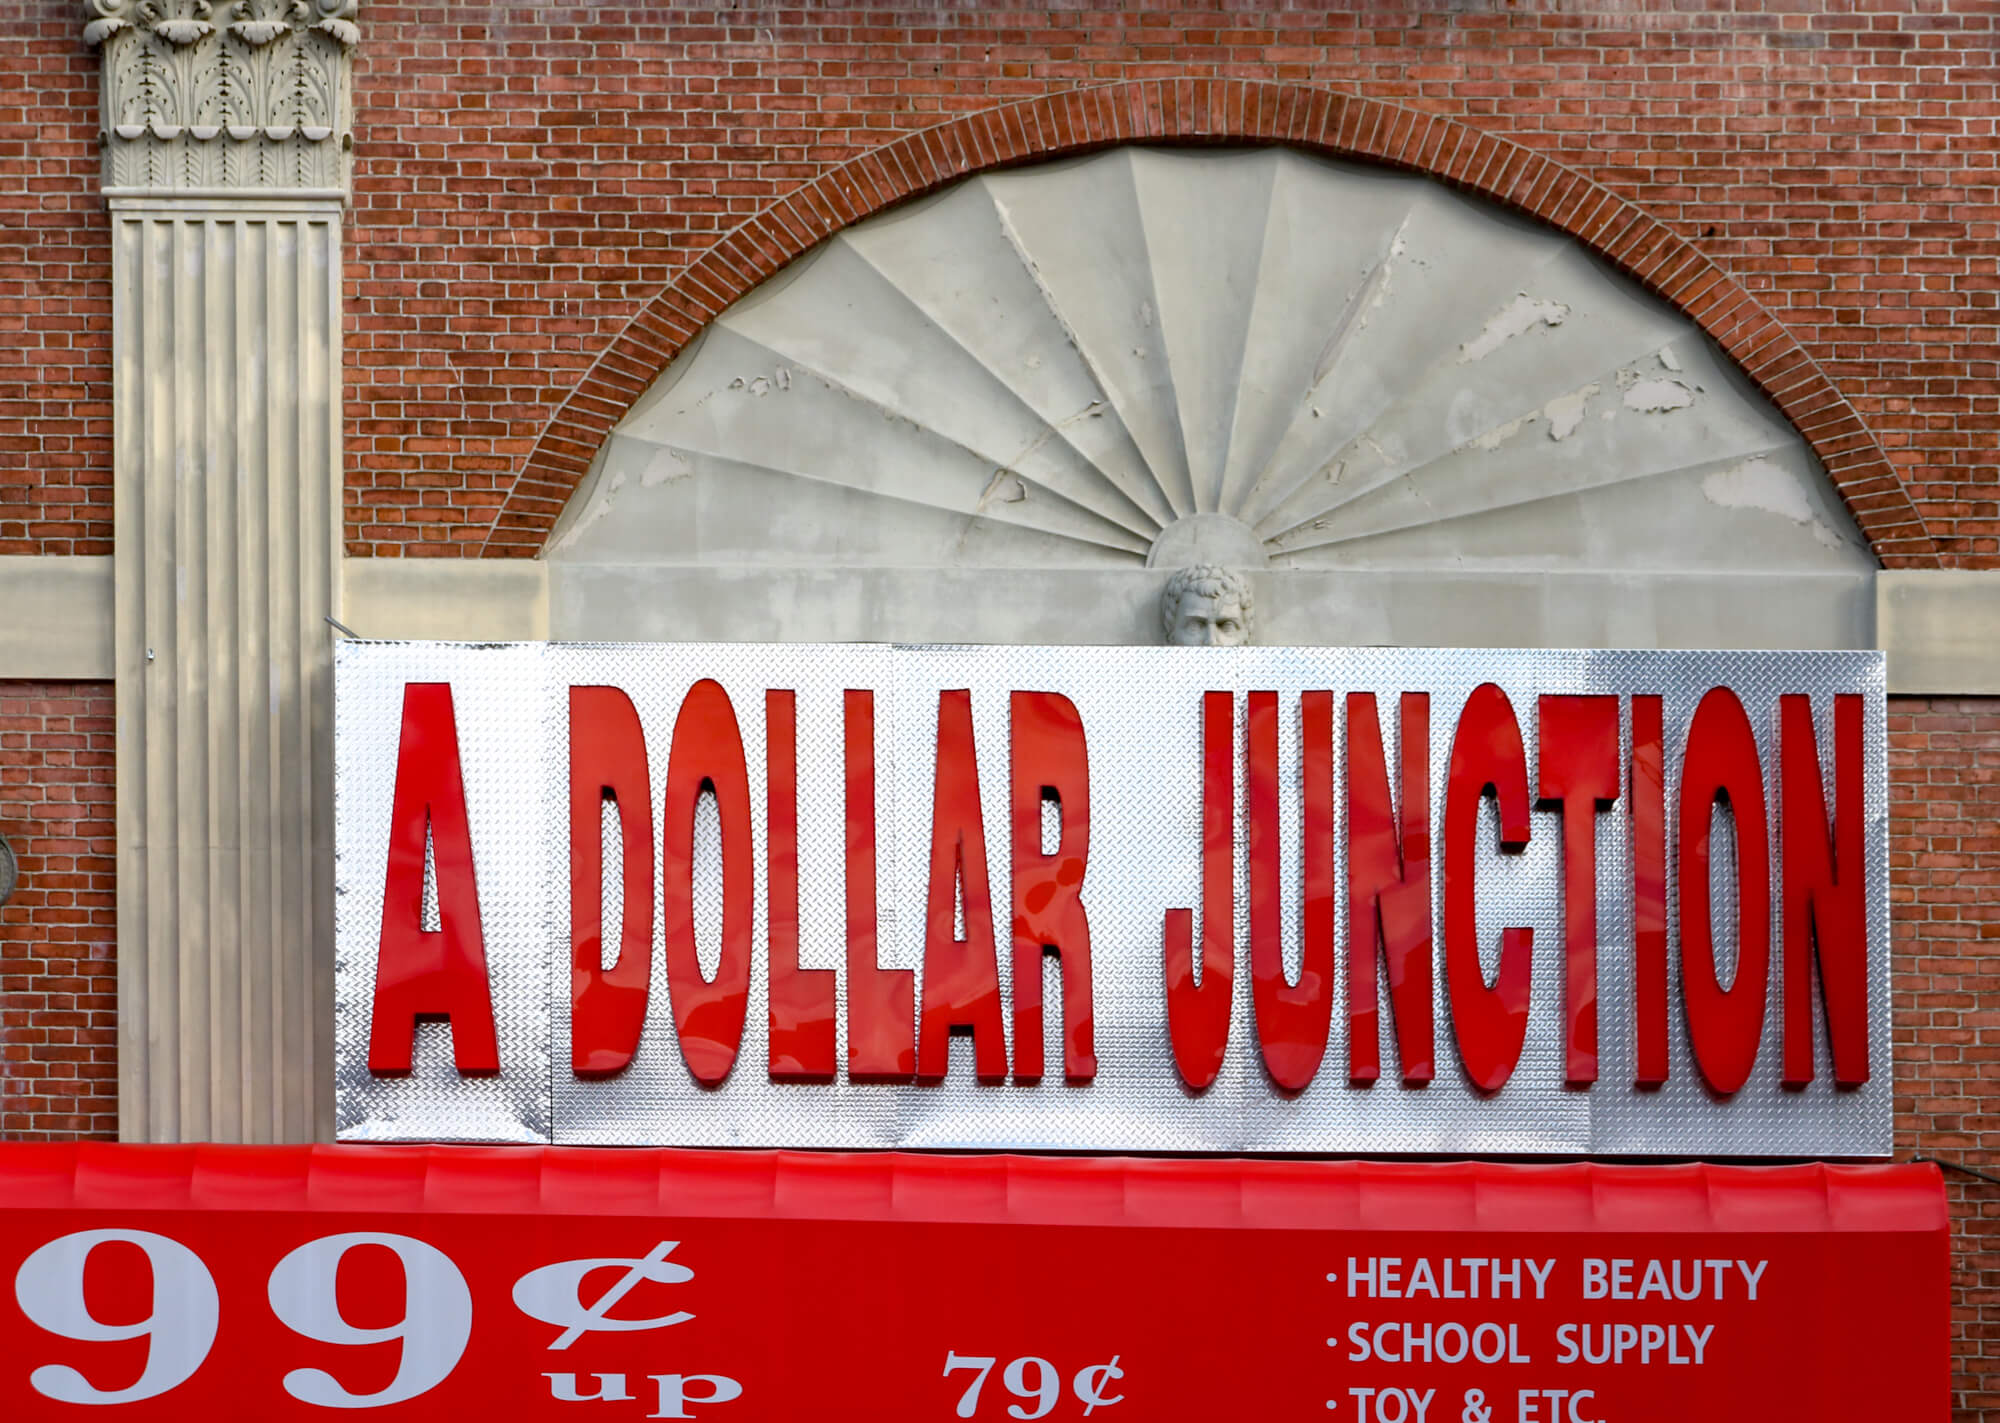 A DOLLAR JUNCTION
99¢ up
79¢
·HEALTHY BEAUTY
·SCHOOL SUPPLY
·TOY & ETC.